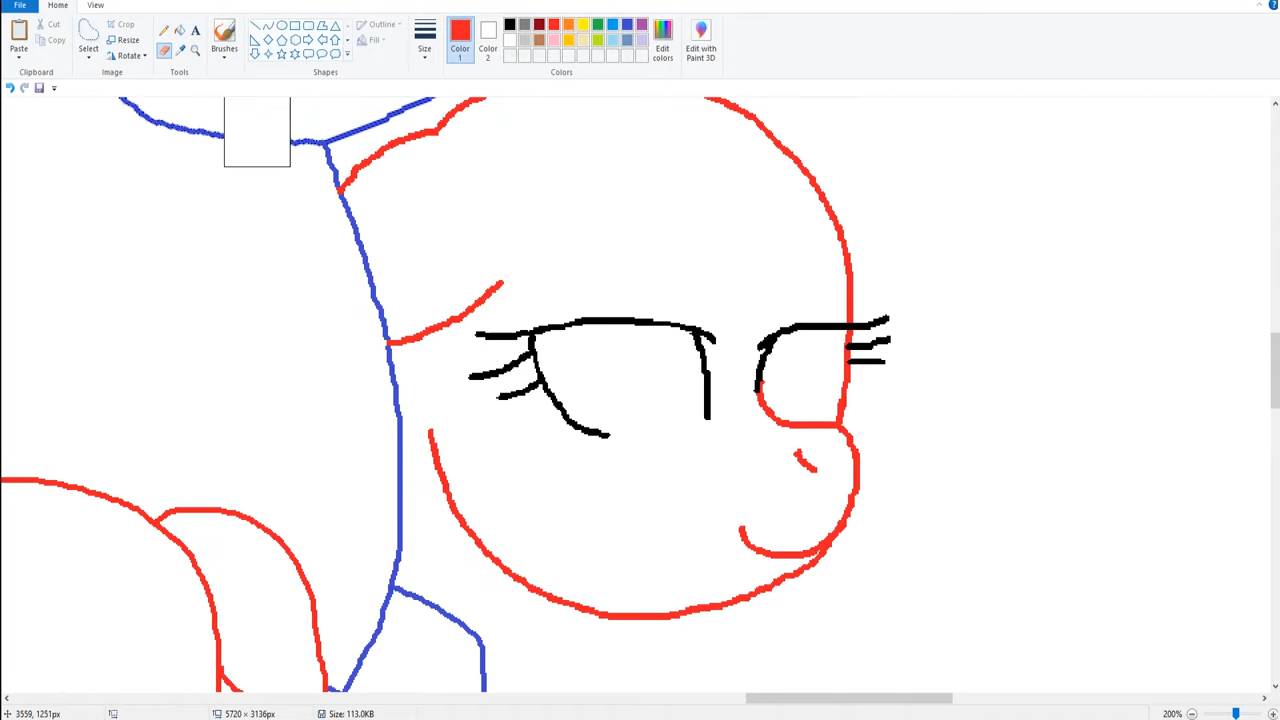 File Home View
Paste
Cut
Copy
Clipboard
Select
Crop
Resize
Rotate
Image
A
Tools
Brushes
Shapes
Outline
Fill
Size
Color 1
Color 2
Edit colors
Colors
Edit with Paint 3D
3559, 1251px
5720 × 3136px
Size: 113.0KB
200%